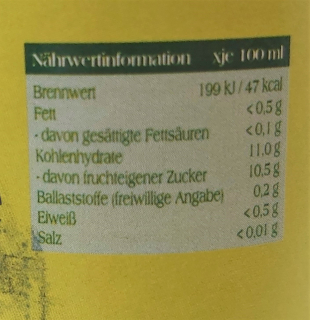 Nährwertinformation xje 100 ml
Brennwert 199 kJ / 47 kcal
Fett <0,5 g
- davon gesättigte Fettsäuren <0,1 g
Kohlenhydrate 11.0 g
- davon fruchteigener Zucker 10,5 g
Ballaststoffe (freiwillige Angabe) 0,2 g
Eiweiß <0,5 g
Salz <0,01 g